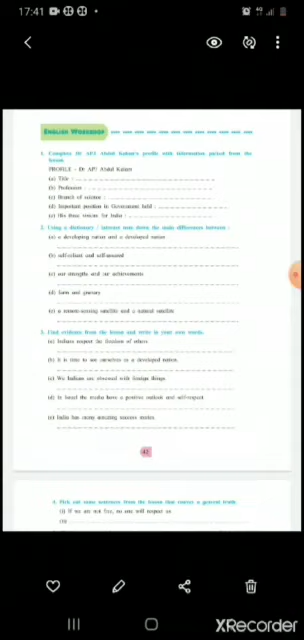 17:41
4G
ENGLISH WORKSHOP
1. Complete Dr APJ Abdul Kalam's profile with information picked from the
lesson.
PROFILE – Dr APJ Abdul Kalam
(a) Title :
(b) Profession :
(c) Branch of science :
(d) Important position in Government held :
(e) His three visions for India :
2. Using a dictionary / internet note down the main differences between :
(a) a developing nation and a developed nation
(b) self-reliant and self-assured
(c) our strengths and our achievements
(d) farm and granary
(e) a remote-sensing satellite and a natural satellite
3. Find evidence from the lesson and write in your own words.
(a) Indians respect the freedom of others
(b) It is time to see ourselves as a developed nation.
(c) We Indians are obsessed with foreign things
(d) In Israel the media have a positive outlook and self-respect
(e) India has many amazing success stories
43
4. Pick out some sentences from the lesson that convey a general truth.
(i) If we are not free, no one will respect us
(ii)
XRecorder